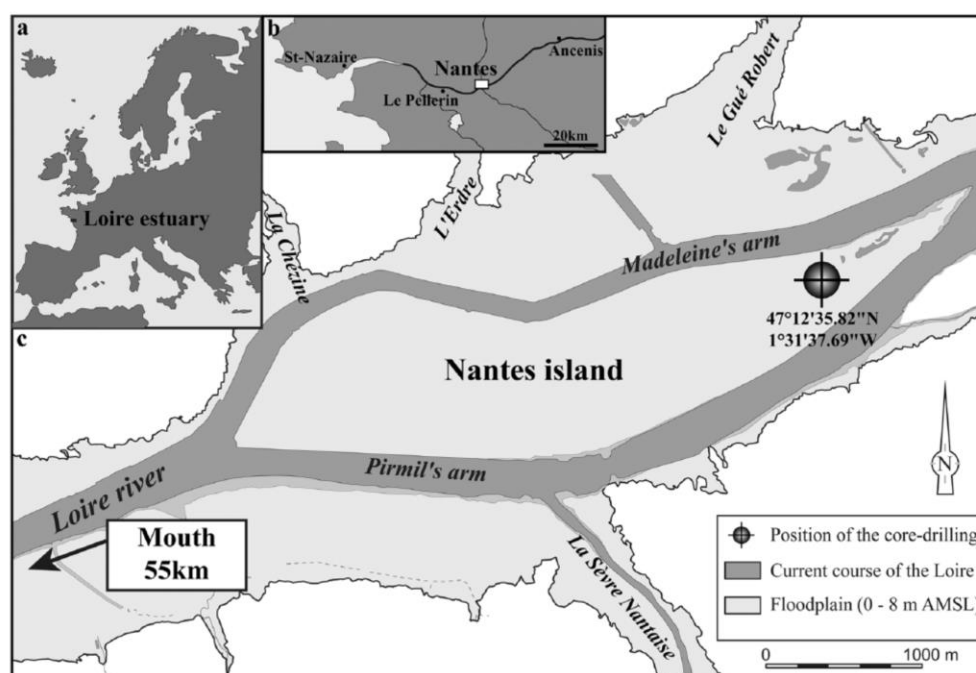 a
Loire estuary
b
St-Nazaire
Ancenis
Nantes
Le Pellerin
20km
c
Le Gué Robert
L'Erdre
La Chézine
Madeleine's arm
47°12'35.82"N
1°31'37.69"W
Nantes island
Pirmil's arm
Loire river
Mouth
55km
La Sèvre Nantaise
N
Position of the core-drilling
Current course of the Loire
Floodplain (0 - 8 m AMSL)
0 1000 m